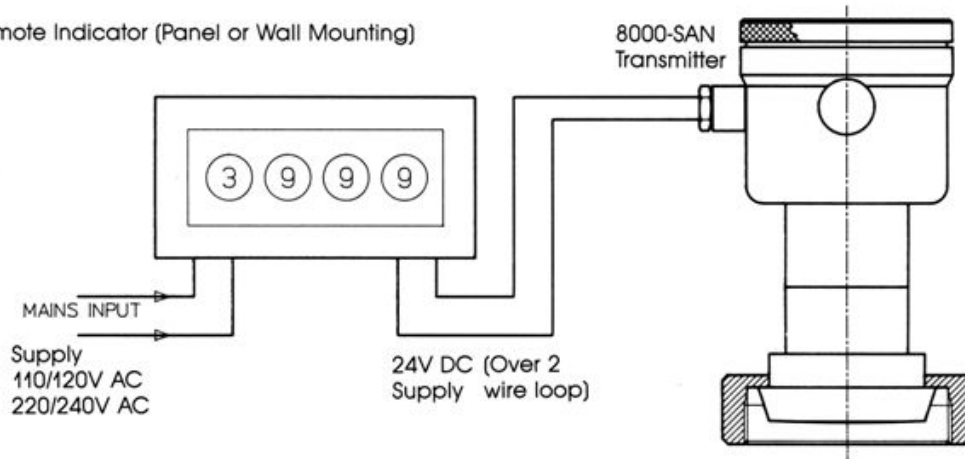 mote Indicator (Panel or Wall Mounting)
8000-SAN
Transmitter
3 9 9 9
MAINS INPUT
Supply
110/120V AC
220/240V AC
24V DC (Over 2
Supply wire loop)